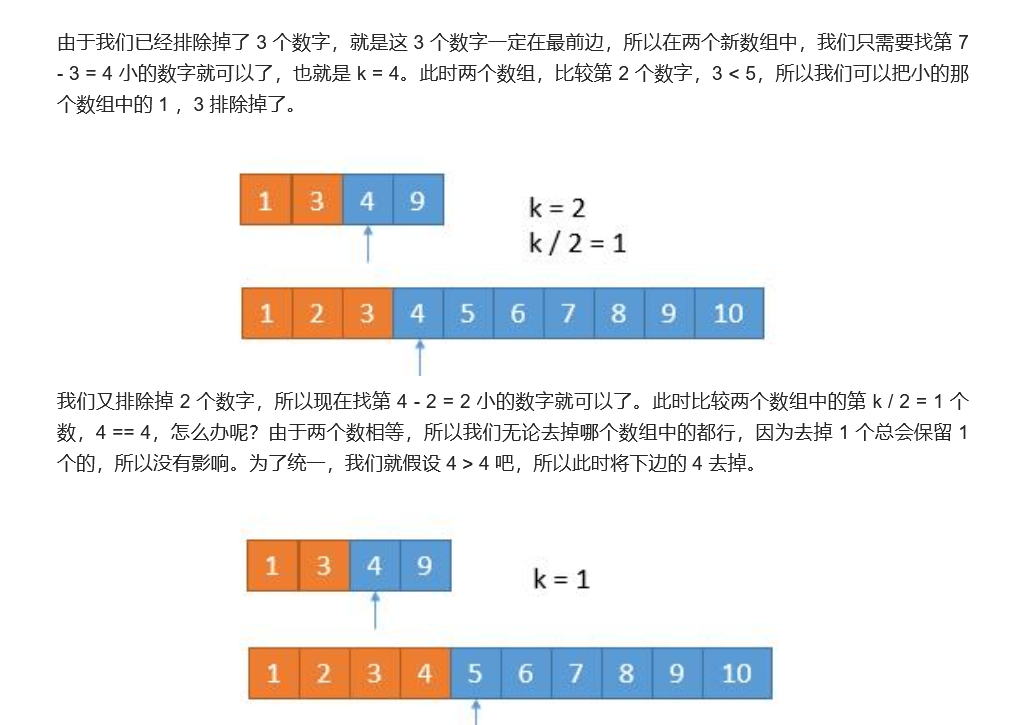 由于我们已经排除掉了 3 个数字，就是这 3 个数字一定在最前边，所以在两个新数组中，我们只需要找第 7
- 3 = 4 小的数字就可以了，也就是 k = 4。此时两个数组，比较第 2 个数字，3 < 5，所以我们可以把小的那
个数组中的 1 ，3 排除掉了。
1 3 4 9
k = 2
k / 2 = 1
1 2 3 4 5 6 7 8 9 10
我们又排除掉 2 个数字，所以现在找第 4 - 2 = 2 小的数字就可以了。此时比较两个数组中的第 k / 2 = 1 个
数，4 == 4，怎么办呢？由于两个数相等，所以我们无论去掉哪个数组中的都行，因为去掉 1 个总会保留 1
个的，所以没有影响。为了统一，我们就假设 4 > 4 吧，所以此时将下边的 4 去掉。
1 3 4 9
k = 1
1 2 3 4 5 6 7 8 9 10